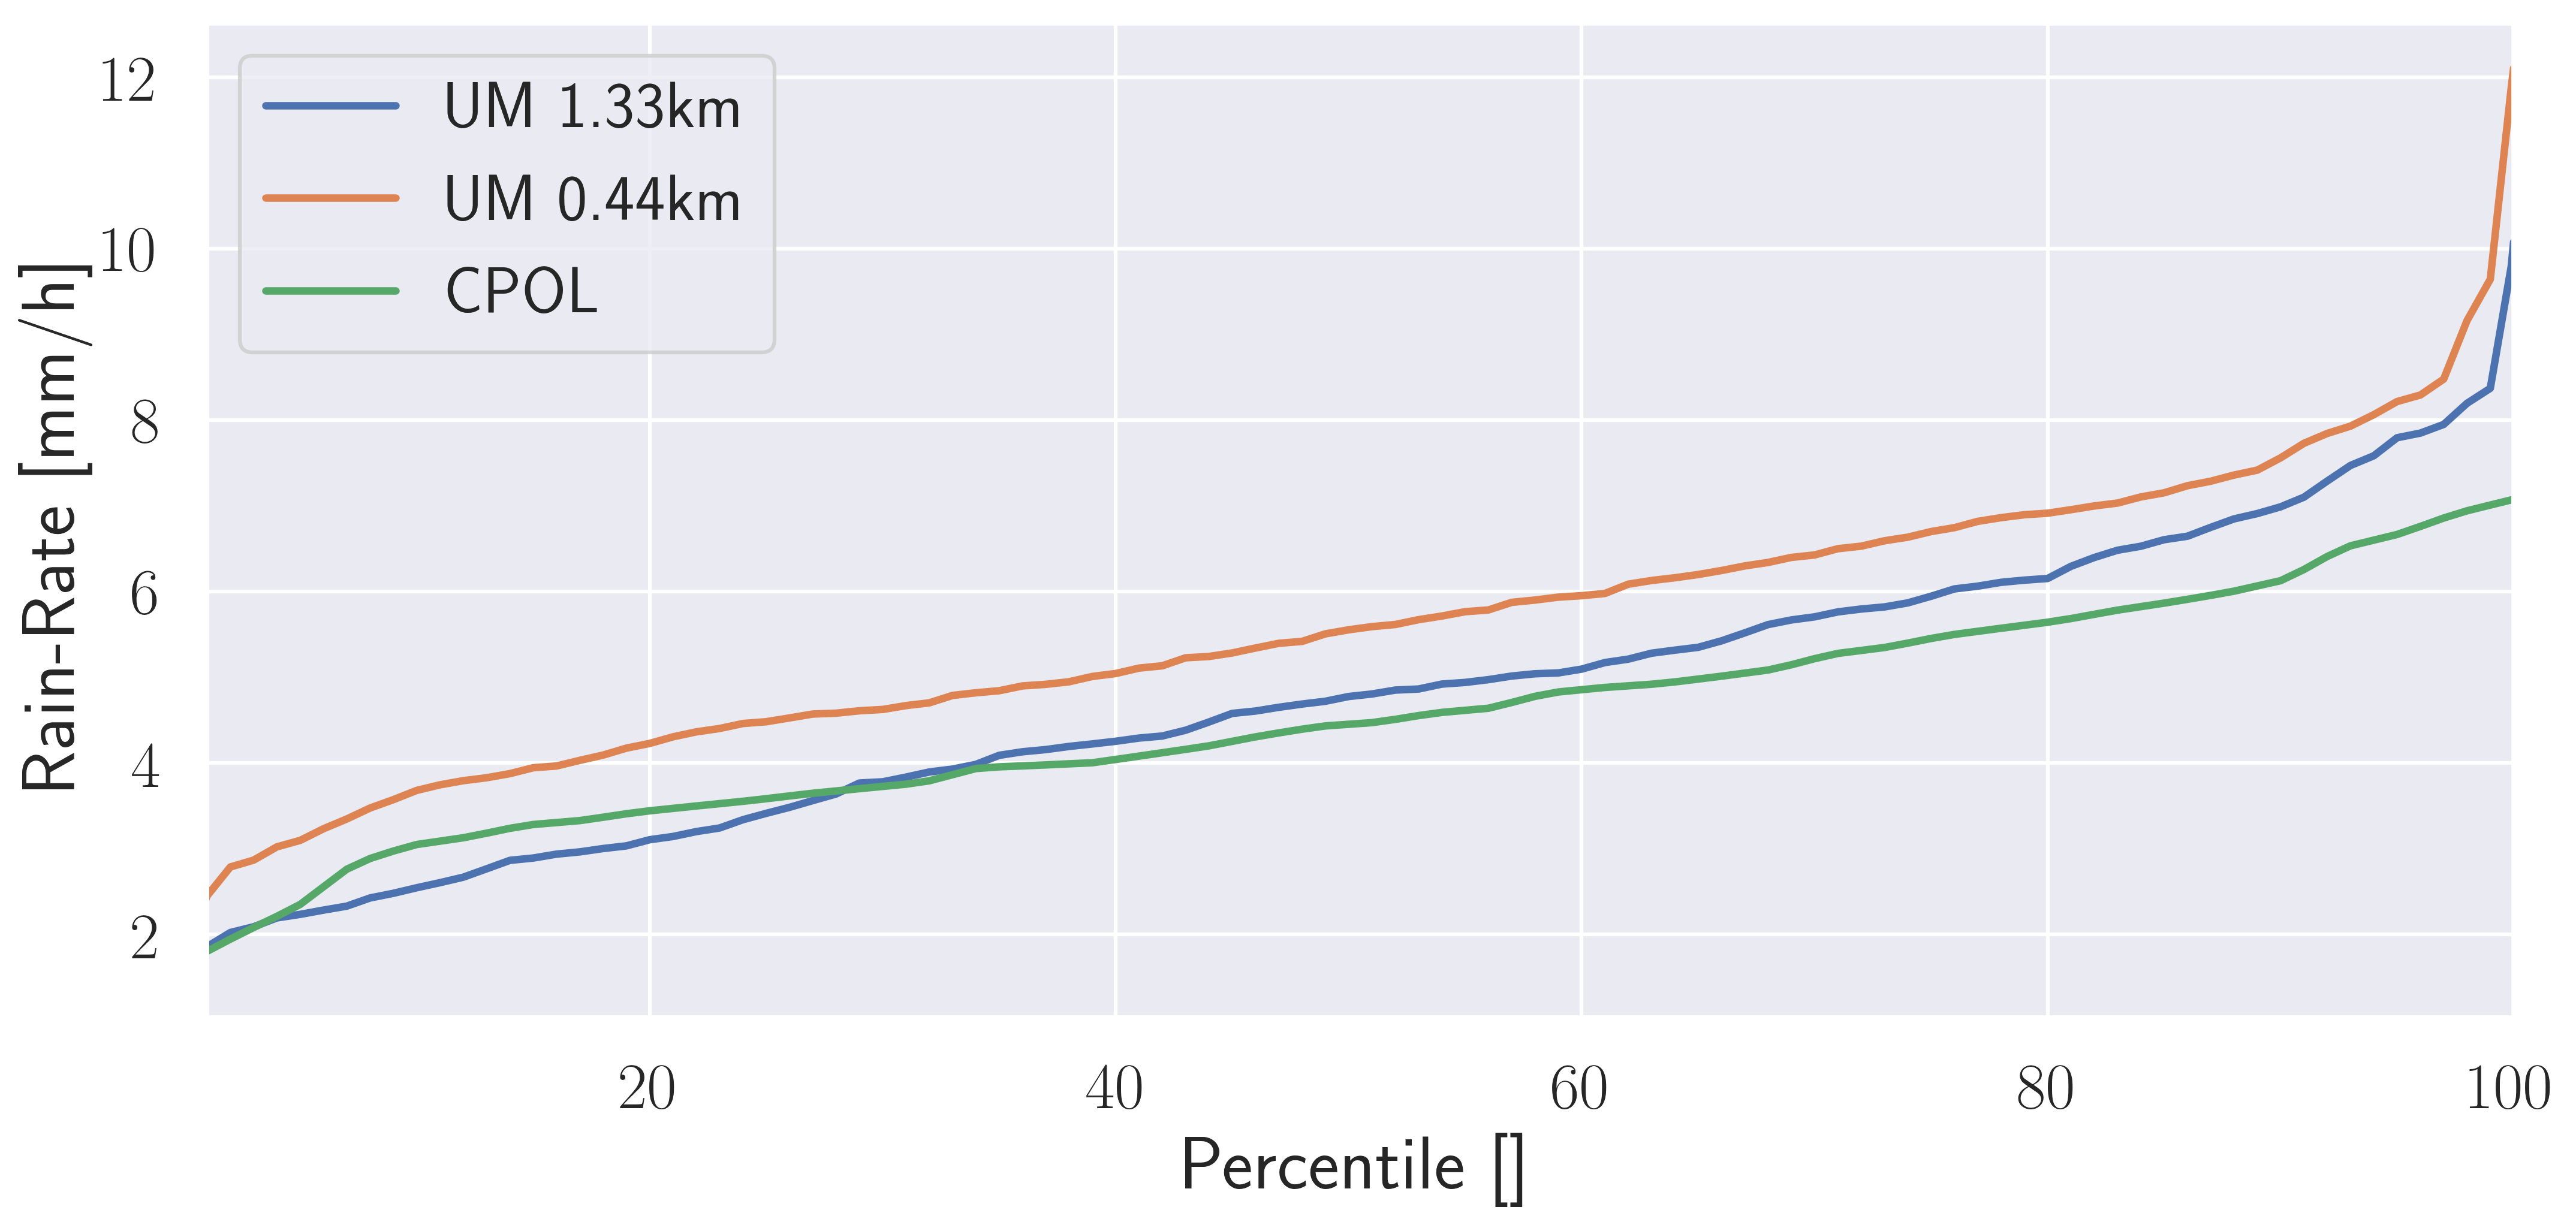 12
10
8
6
4
2
Rain-Rate [mm/h]
UM 1.33km
UM 0.44km
CPOL
20 40 60 80 100
Percentile []